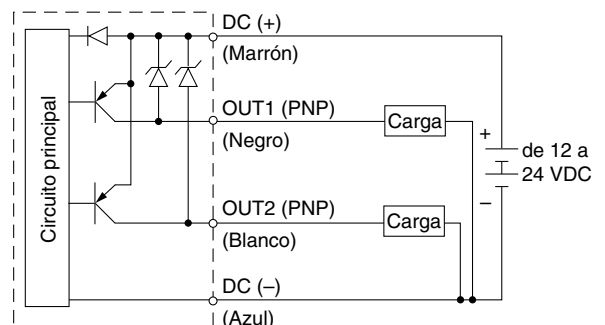 DC (+)
(Marrón)
Circuito principal
OUT1 (PNP)
(Negro)
Carga
+
de 12 a
24 VDC
–
OUT2 (PNP)
(Blanco)
Carga
DC (–)
(Azul)